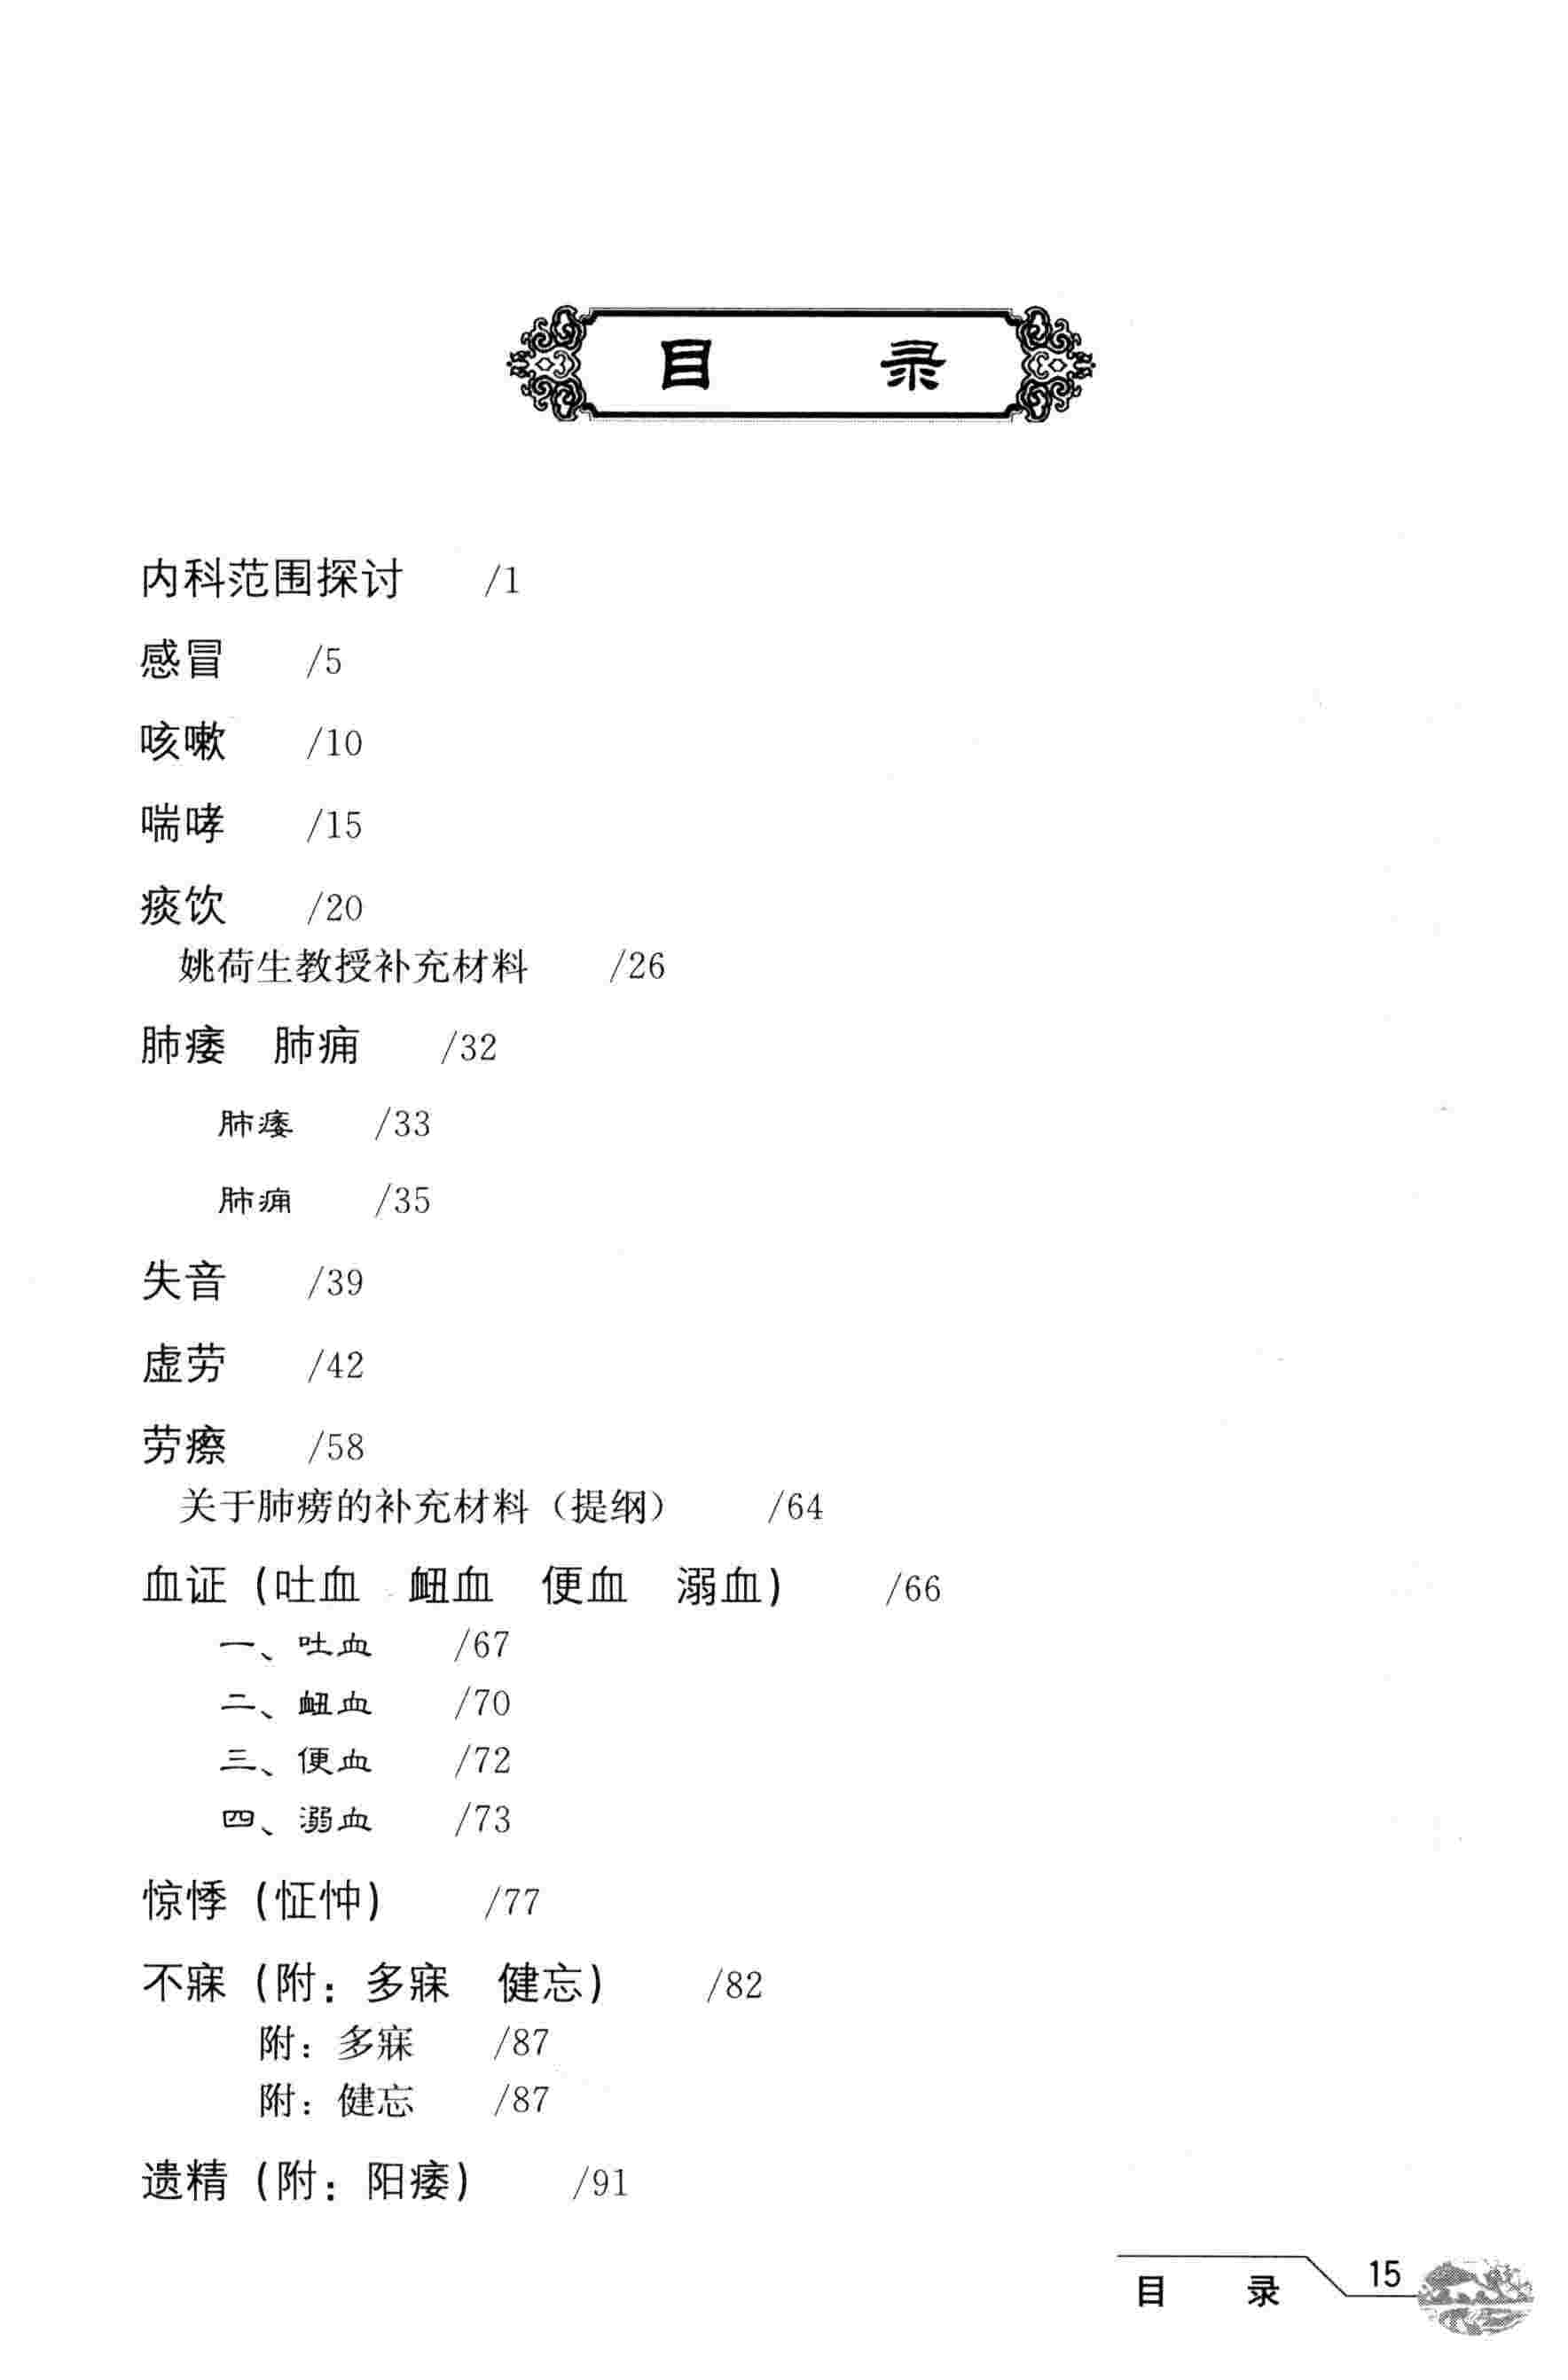 目　录
内科范围探讨　/1
感冒　/5
咳嗽　/10
喘哮　/15
痰饮　/20
姚荷生教授补充材料　/26
肺痿　肺痈　/32
肺痿　/33
肺痈　/35
失音　/39
虚劳　/42
劳瘵　/58
关于肺痨的补充材料（提纲）　/64
血证（吐血　衄血　便血　溺血）　/66
一、吐血　/67
二、衄血　/70
三、便血　/72
四、溺血　/73
惊悸（怔忡）　/77
不寐（附：多寐　健忘）　/82
附：多寐　/87
附：健忘　/87
遗精（附：阳痿）　/91
目　录　15